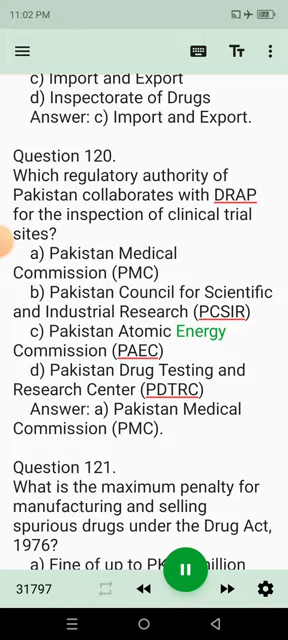 11:02 PM
c) Import and Export
d) Inspectorate of Drugs
Answer: c) Import and Export.
Question 120.
Which regulatory authority of
Pakistan collaborates with DRAP
for the inspection of clinical trial
sites?
a) Pakistan Medical
Commission (PMC)
b) Pakistan Council for Scientific
and Industrial Research (PCSIR)
c) Pakistan Atomic Energy
Commission (PAEC)
d) Pakistan Drug Testing and
Research Center (PDTRC)
Answer: a) Pakistan Medical
Commission (PMC).
Question 121.
What is the maximum penalty for
manufacturing and selling
spurious drugs under the Drug Act,
1976?
a) Fine of up to
31797